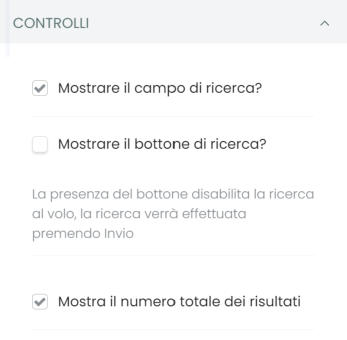 CONTROLLI
Mostrare il campo di ricerca?
Mostrare il bottone di ricerca?
La presenza del bottone disabilita la ricerca
al volo, la ricerca verrà effettuata
premendo Invio
Mostra il numero totale dei risultati